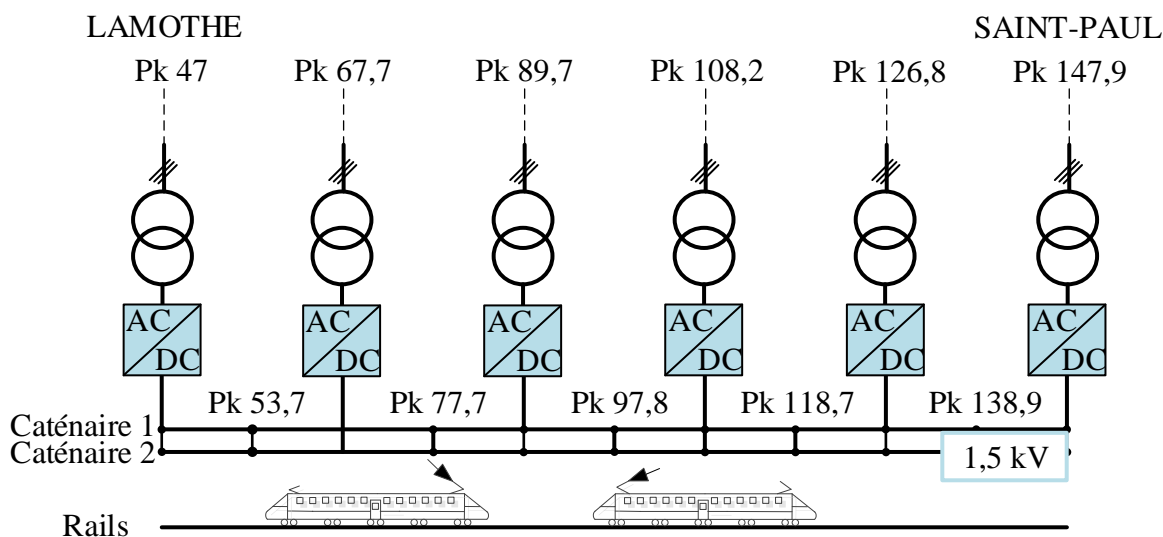 LAMOTHE SAINT-PAUL
Pk 47 Pk 67,7 Pk 89,7 Pk 108,2 Pk 126,8 Pk 147,9
AC AC AC AC AC AC
DC DC DC DC DC DC
Pk 53,7 Pk 77,7 Pk 97,8 Pk 118,7 Pk 138,9
Caténaire 1
Caténaire 2
1,5 kV
Rails